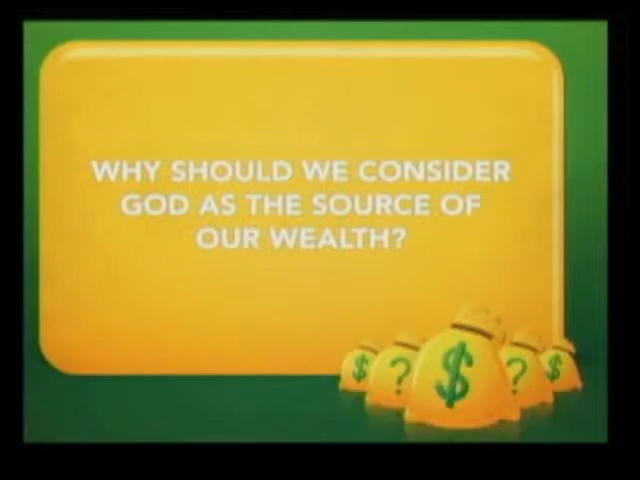 WHY SHOULD WE CONSIDER
GOD AS THE SOURCE OF
OUR WEALTH?
$ ? $ ? $